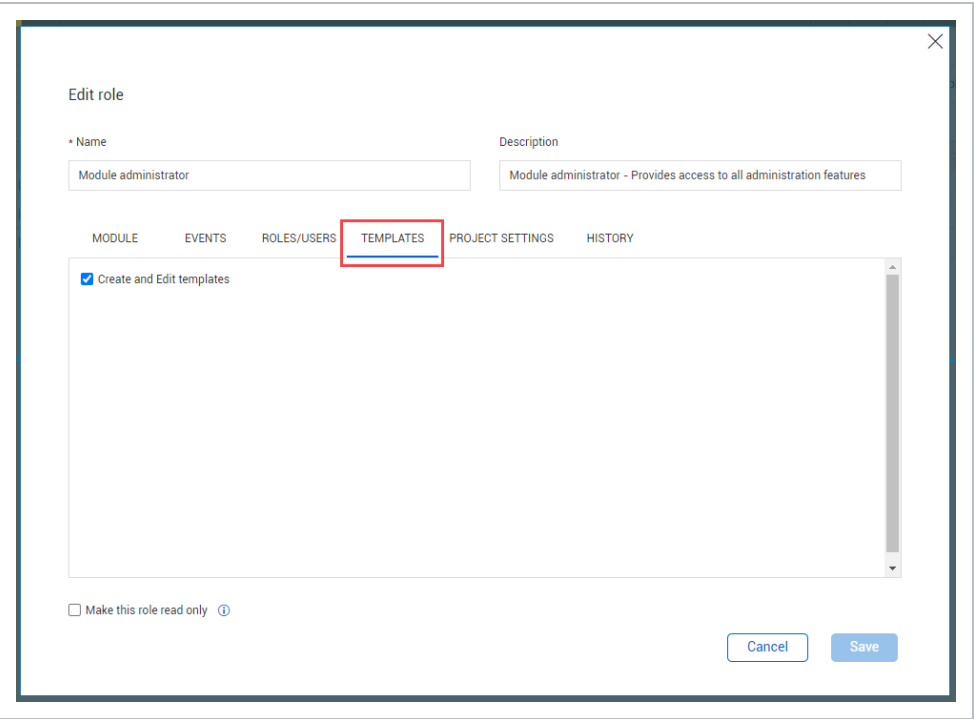 Edit role
* Name
Description
Module administrator
Module administrator - Provides access to all administration features
MODULE EVENTS ROLES/USERS TEMPLATES PROJECT SETTINGS HISTORY
Create and Edit templates
Make this role read only
Cancel Save